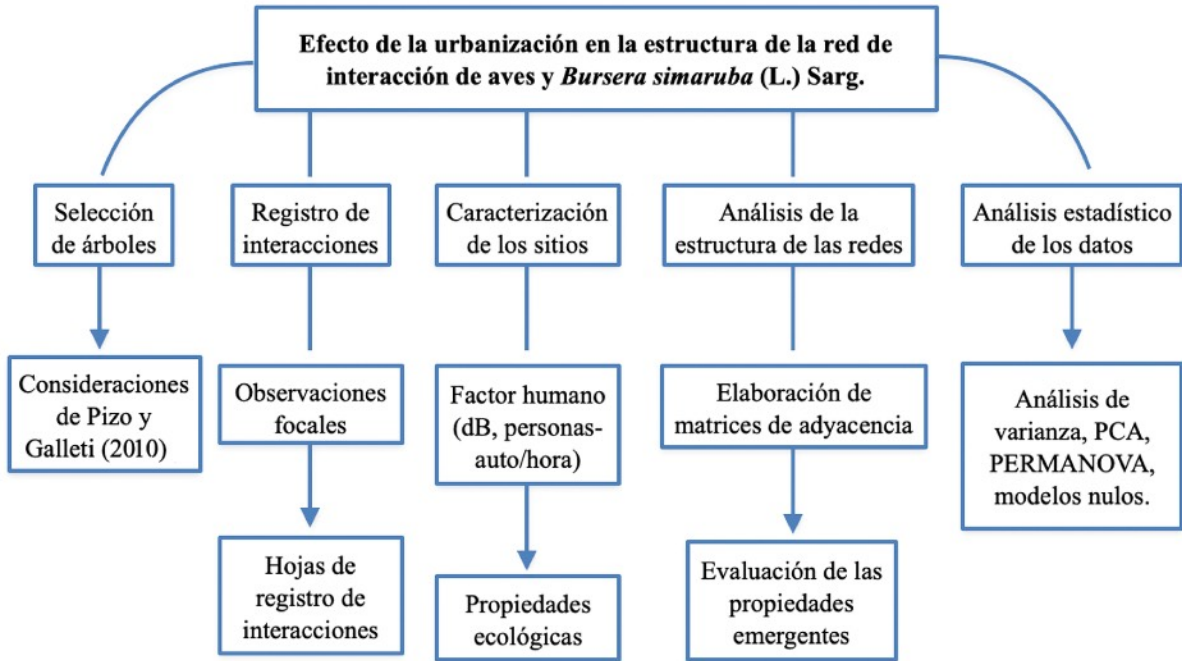 Efecto de la urbanización en la estructura de la red de
interacción de aves y Bursera simaruba (L.) Sarg.
Selección
de árboles
Registro de
interacciones
Caracterización
de los sitios
Análisis de la
estructura de las redes
Análisis estadístico
de los datos
Consideraciones
de Pizo y
Galleti (2010)
Observaciones
focales
Factor humano
(dB, personas-
auto/hora)
Elaboración de
matrices de adyacencia
Análisis de
varianza, PCA,
PERMANOVA,
modelos nulos.
Hojas de
registro de
interacciones
Propiedades
ecológicas
Evaluación de las
propiedades
emergentes